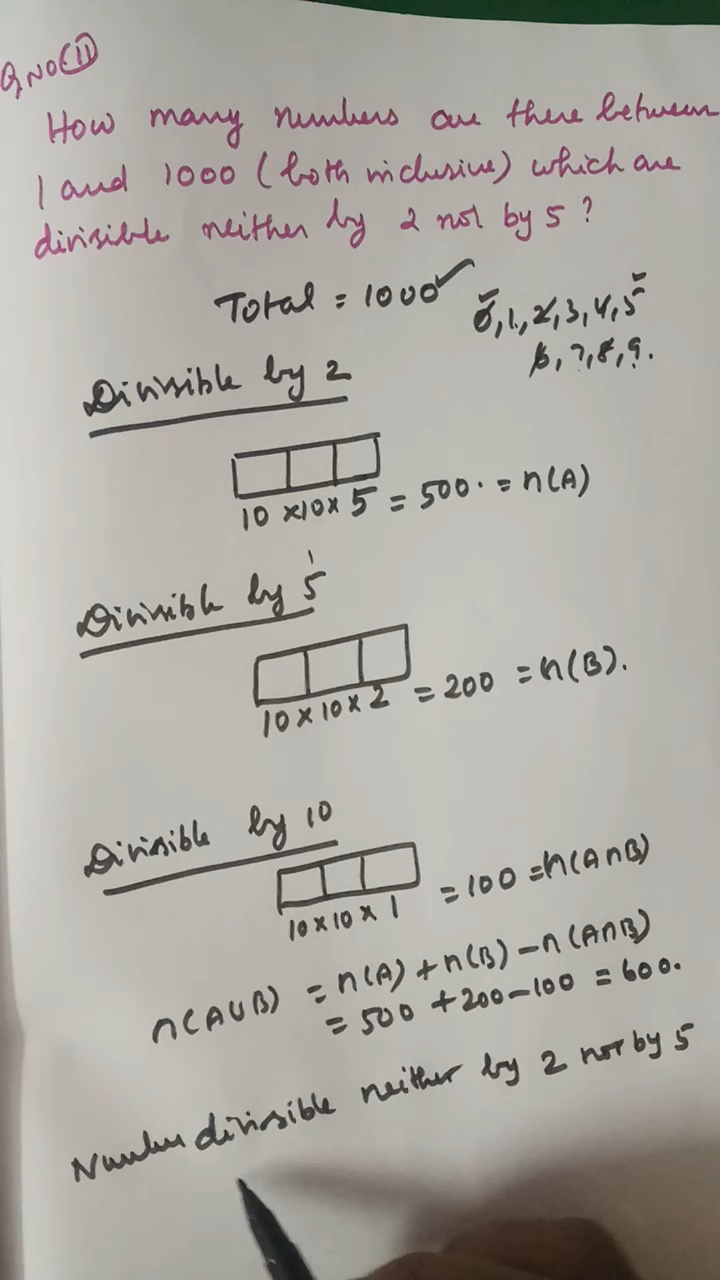 QNO(11)
How many numbers are there between
1 and 1000 (both inclusive) which are
divisible neither by 2 not by 5?
Total = 1000 ✓
0, 1, 2, 3, 4, 5
6, 7, 8, 9.
Divisible by 2
10 x10x 5 = 500. = n(A)
Divisible by 5
10 x 10 x 2 = 200 = n(B).
Divisible by 10
10 x 10 x 1 = 100 = n(A∩B)
n(A∪B) = n(A) + n(B) - n(A∩B)
= 500 + 200 - 100 = 600.
Number divisible neither by 2 nor by 5